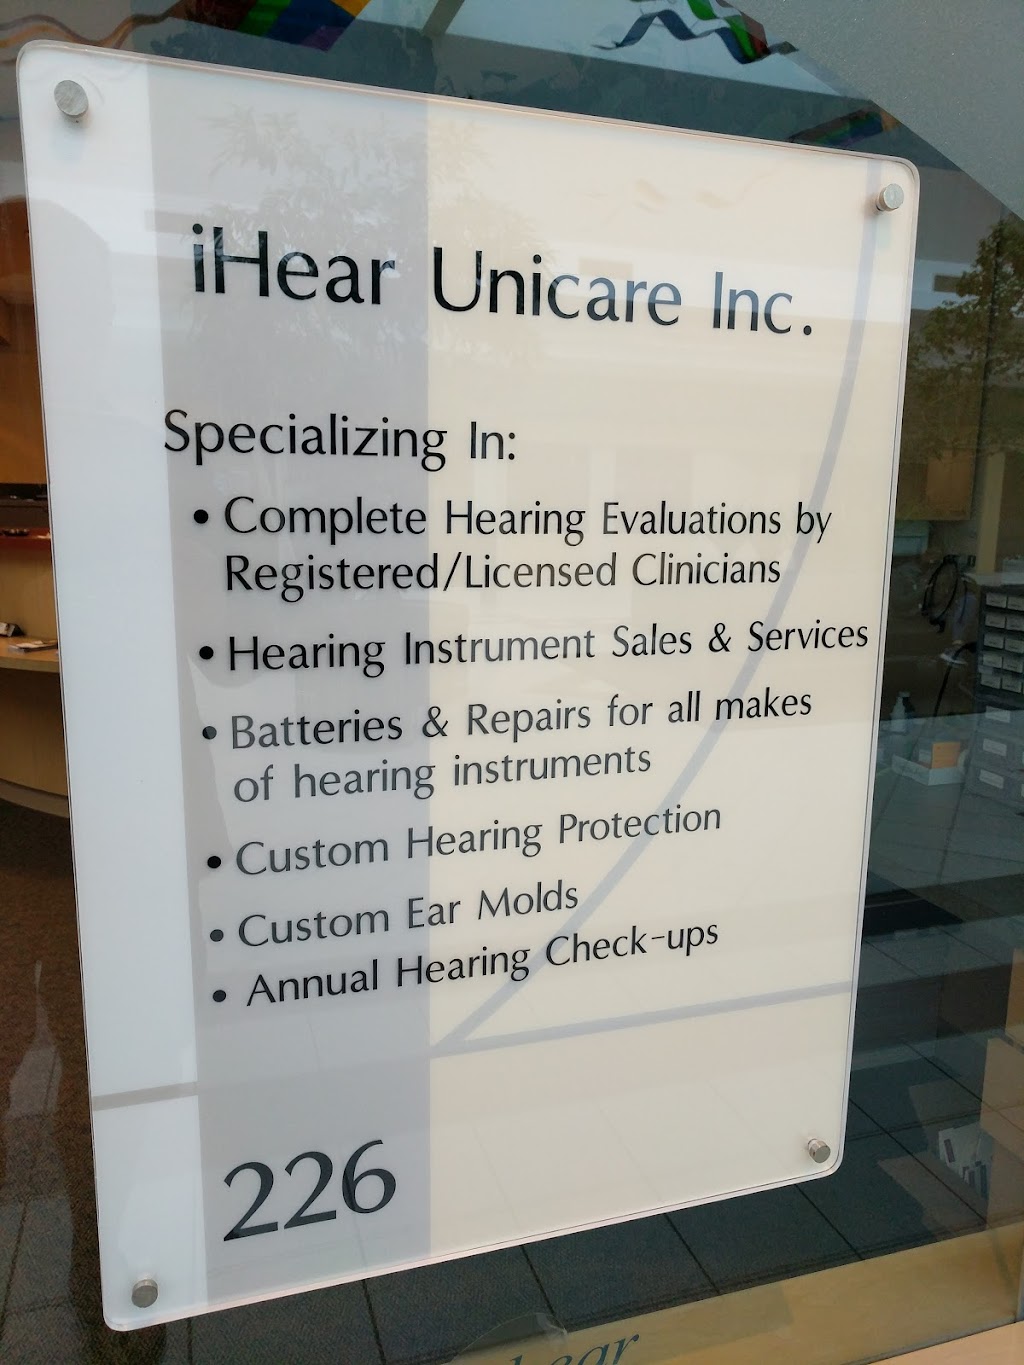 iHear Unicare Inc.
Specializing In:
• Complete Hearing Evaluations by
Registered/Licensed Clinicians
• Hearing Instrument Sales & Services
• Batteries & Repairs for all makes
of hearing instruments
• Custom Hearing Protection
• Custom Ear Molds
• Annual Hearing Check-ups
226
hear